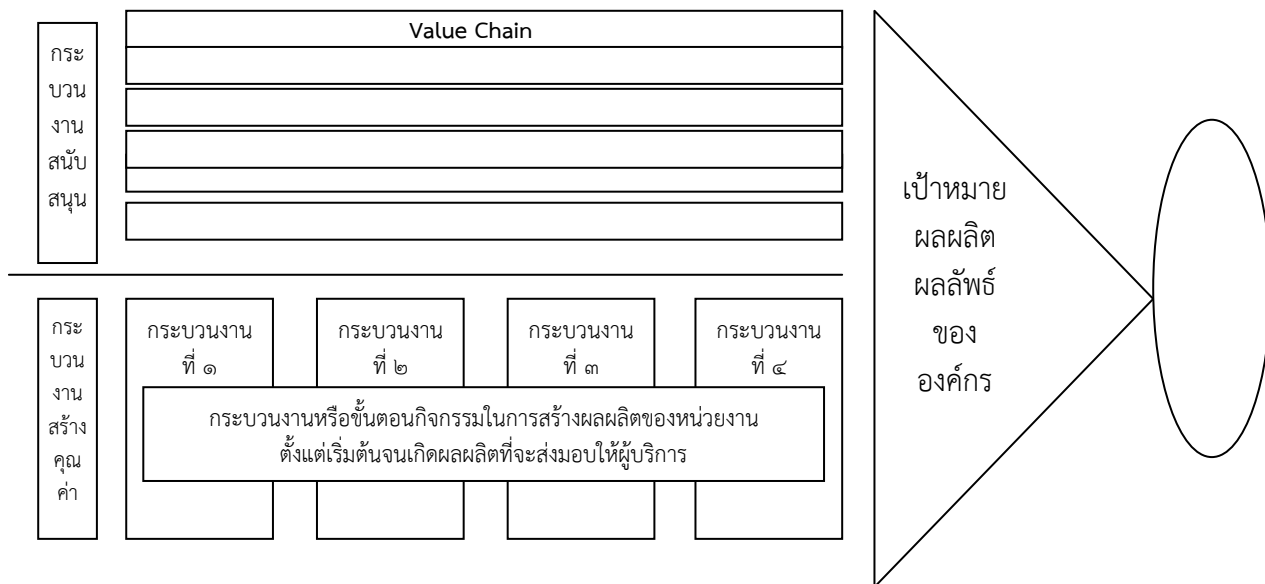 Value Chain
กระ
บวน
งาน
สนับ
สนุน
เป้าหมาย
ผลผลิต
ผลลัพธ์
ของ
องค์กร
กระ
บวน
งาน
สร้าง
คุณ
ค่า
กระบวนงาน
ที่ ๑
กระบวนงาน
ที่ ๒
กระบวนงาน
ที่ ๓
กระบวนงาน
ที่ ๔
กระบวนงานหรือขั้นตอนกิจกรรมในการสร้างผลผลิตของหน่วยงาน
ตั้งแต่เริ่มต้นจนเกิดผลผลิตที่จะส่งมอบให้ผู้บริการ